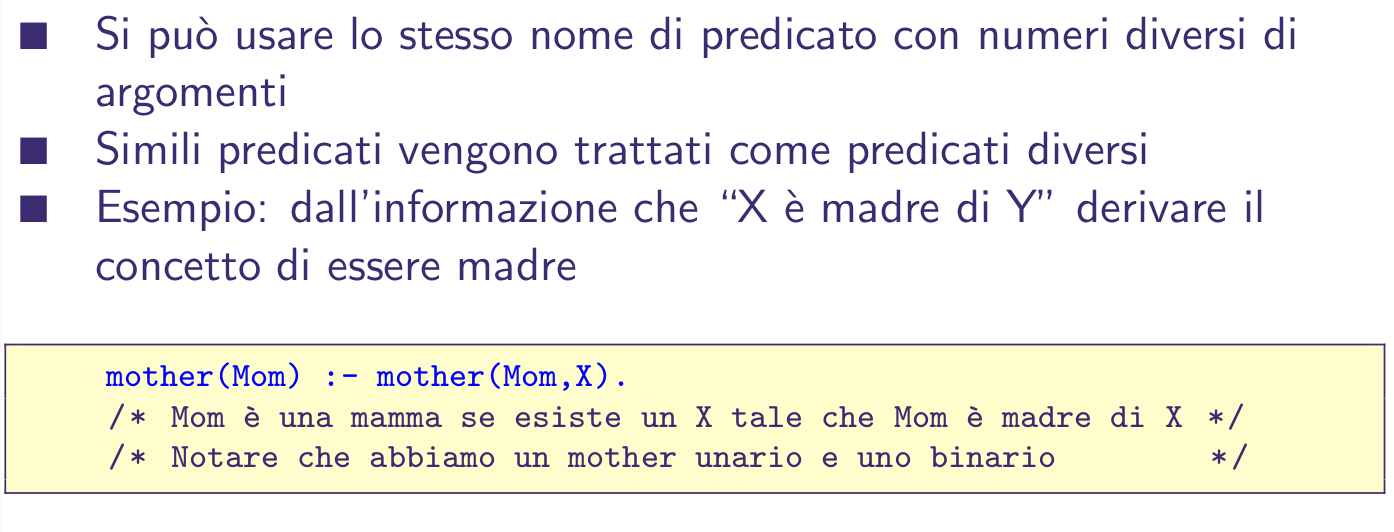 Si può usare lo stesso nome di predicato con numeri diversi di
argomenti
Simili predicati vengono trattati come predicati diversi
Esempio: dall'informazione che “X è madre di Y” derivare il
concetto di essere madre
mother(Mom) :- mother(Mom,X).
/* Mom è una mamma se esiste un X tale che Mom è madre di X */
/* Notare che abbiamo un mother unario e uno binario */